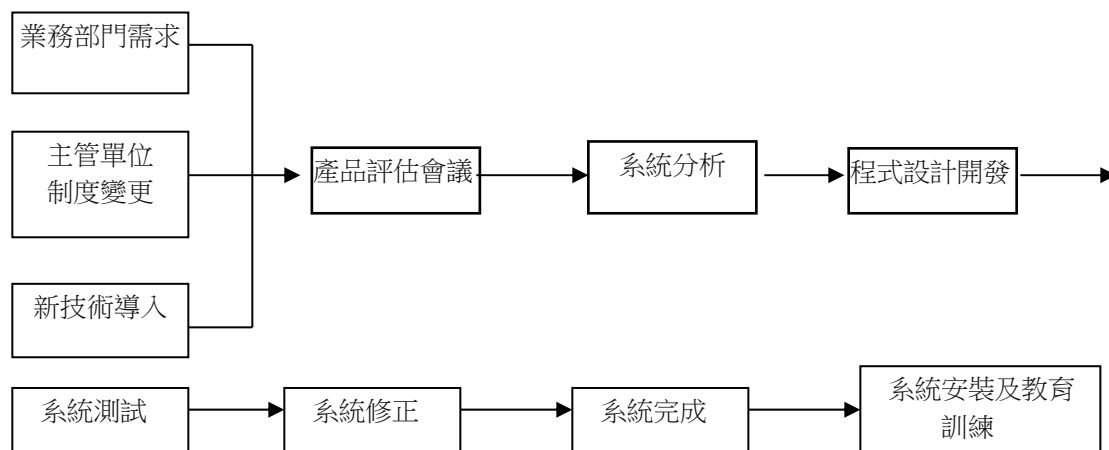 業務部門需求
主管單位
制度變更
產品評估會議
系統分析
程式設計開發
新技術導入
系統測試
系統修正
系統完成
系統安裝及教育
訓練